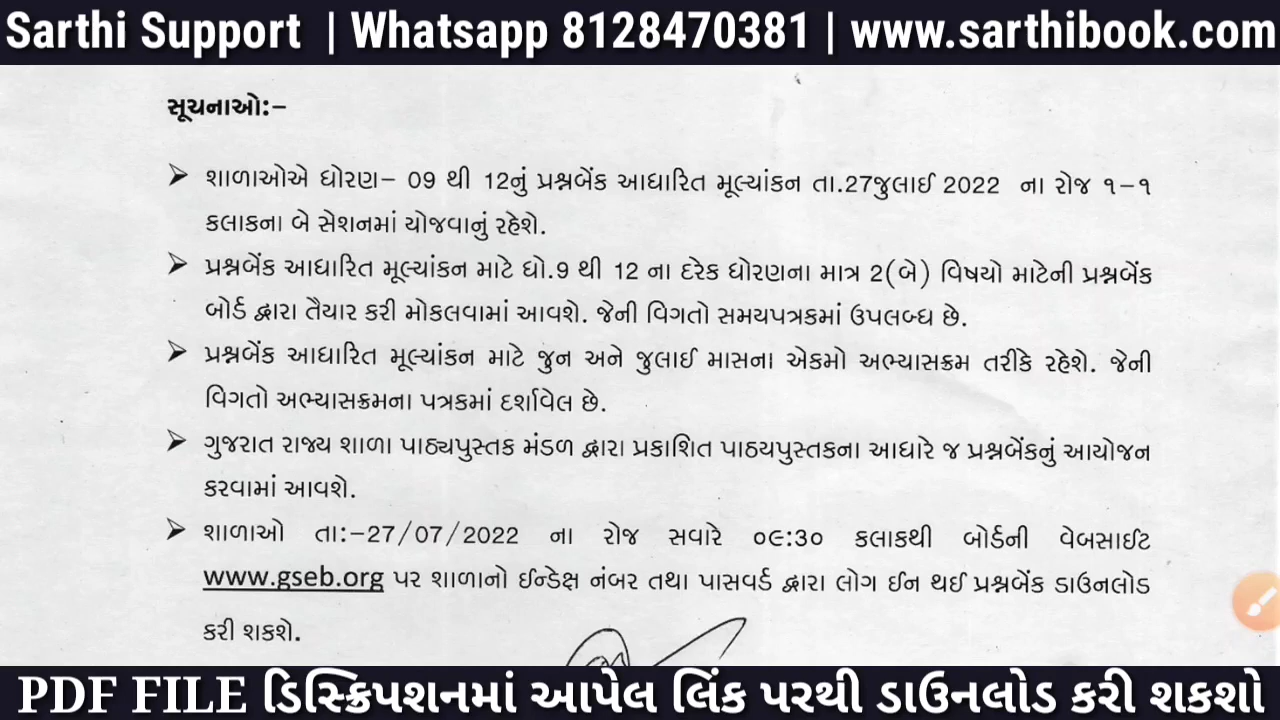 Sarthi Support | Whatsapp 8128470381 | www.sarthibook.com
સૂચનાઓ:-
➢ શાળાઓએ ધોરણ- 09 થી 12નું પ્રશ્નબેંક આધારિત મૂલ્યાંકન તા.27જુલાઈ 2022 ના રોજ ૧-૧
કલાકના બે સેશનમાં યોજવાનું રહેશે.
➢ પ્રશ્નબેંક આધારિત મૂલ્યાંકન માટે ધો.9 થી 12 ના દરેક ધોરણના માત્ર 2(બે) વિષયો માટેની પ્રશ્નબેંક
બોર્ડ દ્વારા તૈયાર કરી મોકલવામાં આવશે. જેની વિગતો સમયપત્રકમાં ઉપલબ્ધ છે.
➢ પ્રશ્નબેંક આધારિત મૂલ્યાંકન માટે જુન અને જુલાઈ માસના એકમો અભ્યાસક્રમ તરીકે રહેશે. જેની
વિગતો અભ્યાસક્રમના પત્રકમાં દર્શાવેલ છે.
➢ ગુજરાત રાજ્ય શાળા પાઠ્યપુસ્તક મંડળ દ્વારા પ્રકાશિત પાઠયપુસ્તકના આધારે જ પ્રશ્નબેંકનું આયોજન
કરવામાં આવશે.
➢ શાળાઓ તા:-27/07/2022 ના રોજ સવારે ૦૯:30 કલાકથી બોર્ડની વેબસાઈટ
www.gseb.org પર શાળાનો ઈન્ડેક્ષ નંબર તથા પાસવર્ડ દ્વારા લોગ ઈન થઈ પ્રશ્નબેંક ડાઉનલોડ
કરી શકશે.
PDF FILE ડિસ્ક્રિપશનમાં આપેલ લિંક પરથી ડાઉનલોડ કરી શકશો